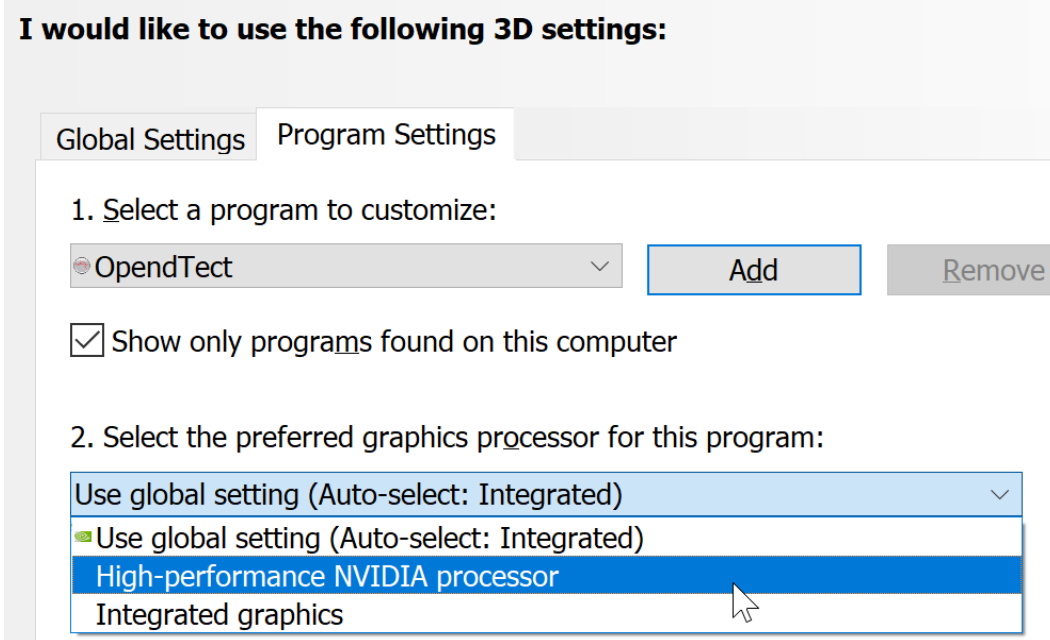 I would like to use the following 3D settings:
Global Settings
Program Settings
1. Select a program to customize:
OpendTect
Add
Remove
Show only programs found on this computer
2. Select the preferred graphics processor for this program:
Use global setting (Auto-select: Integrated)
Use global setting (Auto-select: Integrated)
High-performance NVIDIA processor
Integrated graphics